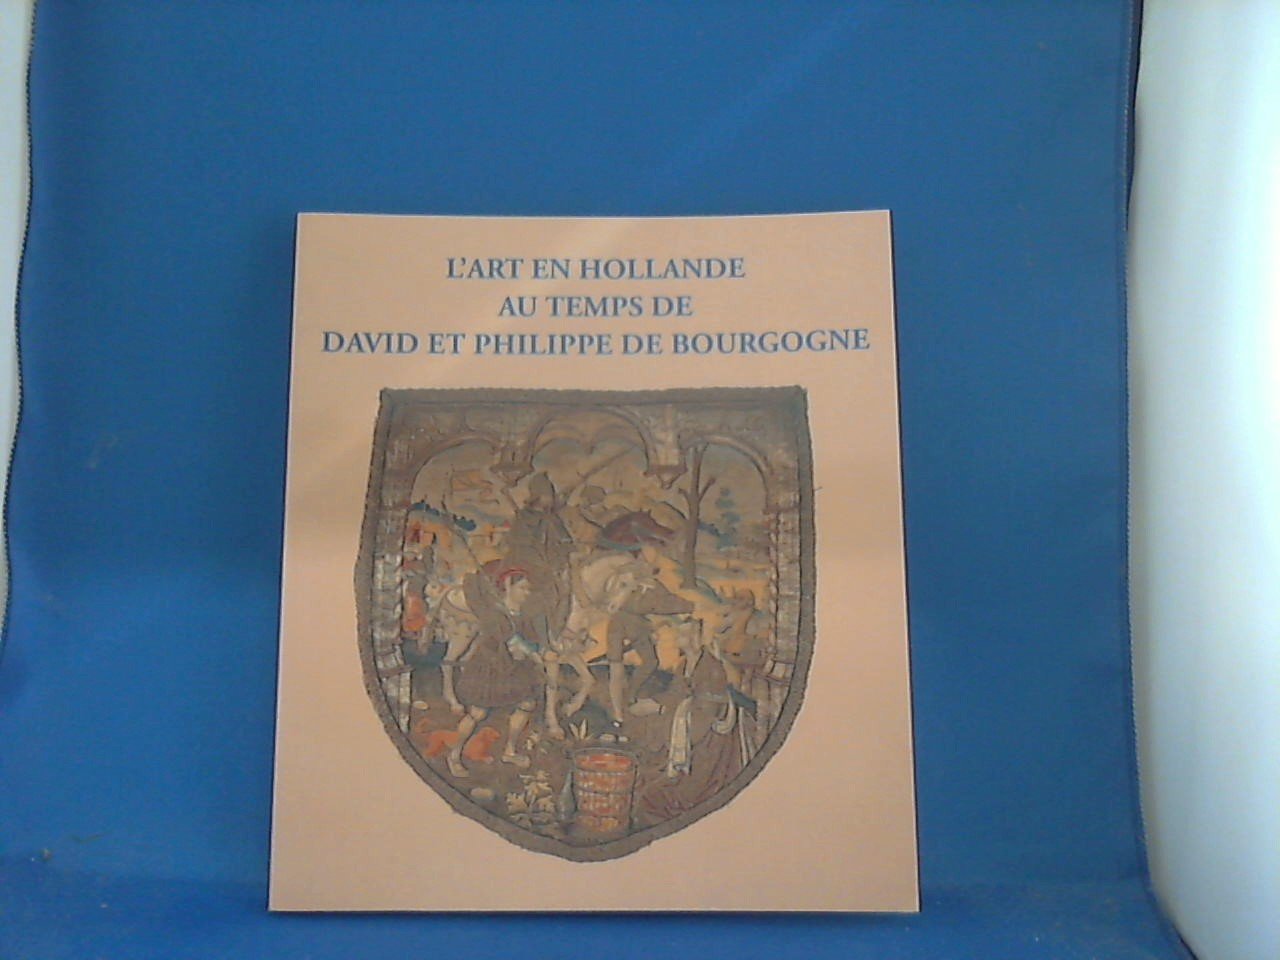 L'ART EN HOLLANDE
AU TEMPS DE
DAVID ET PHILIPPE DE BOURGOGNE